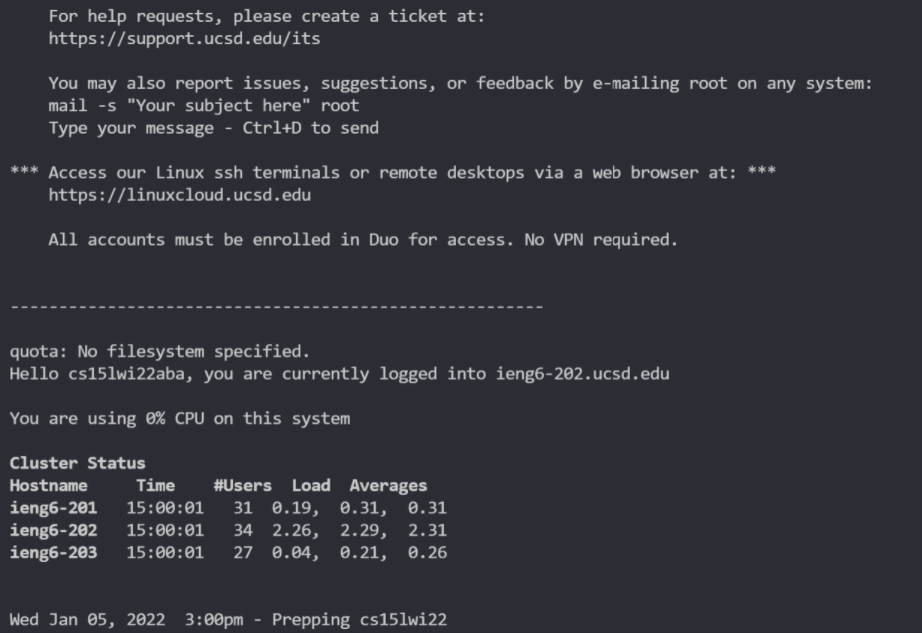 For help requests, please create a ticket at:
https://support.ucsd.edu/its
You may also report issues, suggestions, or feedback by e-mailing root on any system:
mail -s "Your subject here" root
Type your message - Ctrl+D to send
*** Access our Linux ssh terminals or remote desktops via a web browser at: ***
https://linuxcloud.ucsd.edu
All accounts must be enrolled in Duo for access. No VPN required.
-------------------------------------------------------
quota: No filesystem specified.
Hello cs15lwi22aba, you are currently logged into ieng6-202.ucsd.edu
You are using 0% CPU on this system
Cluster Status
Hostname     Time    #Users  Load  Averages
ieng6-201   15:00:01   31  0.19,  0.31,  0.31
ieng6-202   15:00:01   34  2.26,  2.29,  2.31
ieng6-203   15:00:01   27  0.04,  0.21,  0.26
Wed Jan 05, 2022  3:00pm - Prepping cs15lwi22